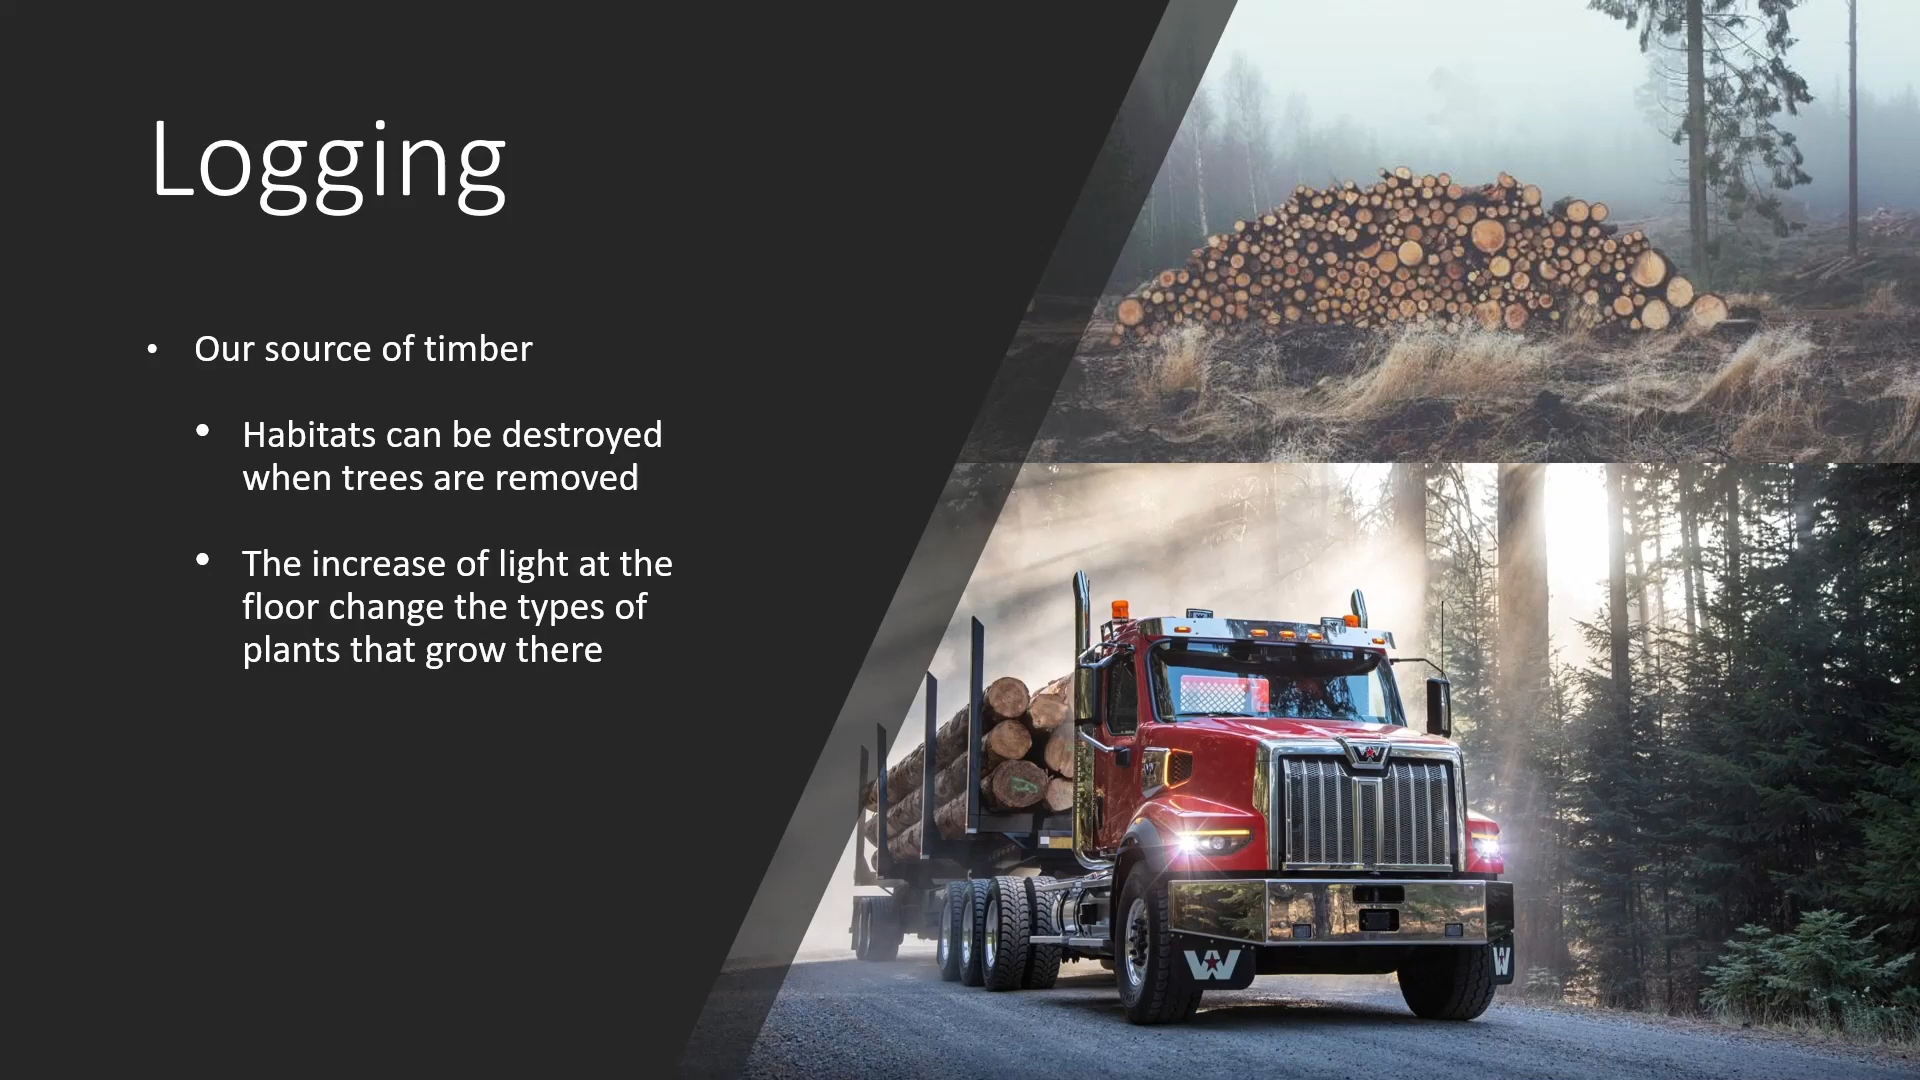 Logging
• Our source of timber
• Habitats can be destroyed
when trees are removed
• The increase of light at the
floor change the types of
plants that grow there
W
W
W